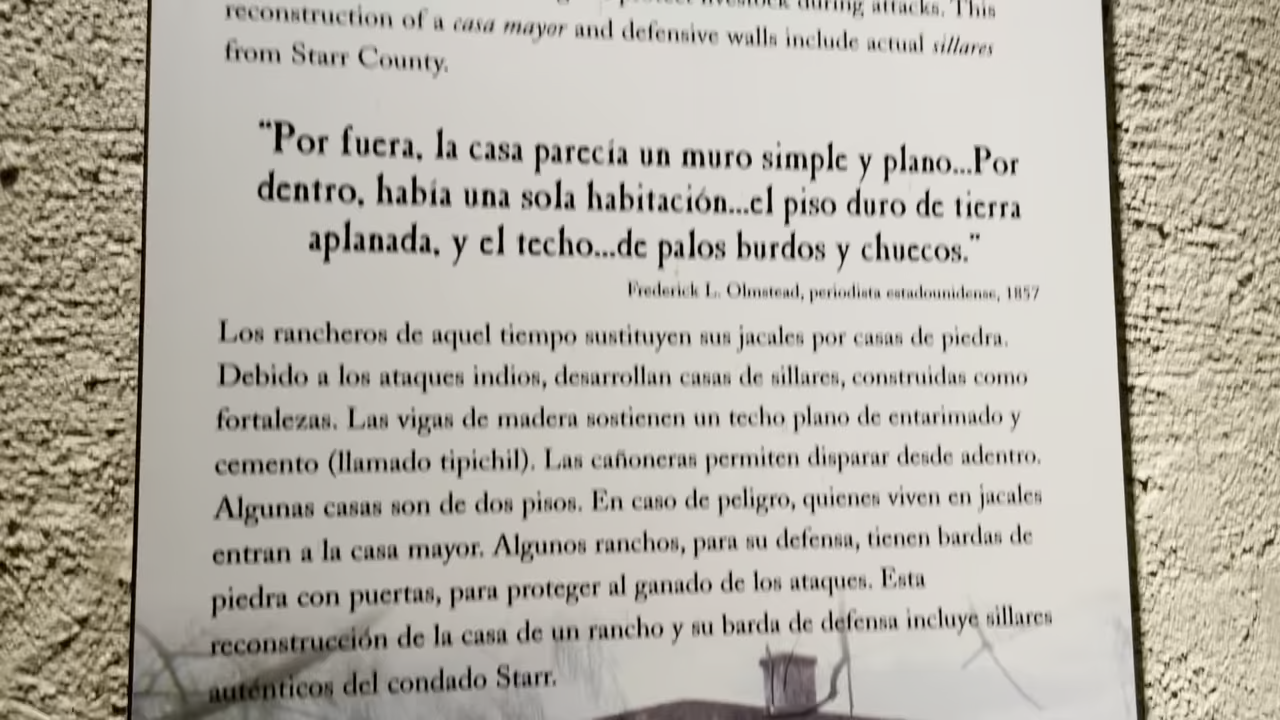 during attacks. This
reconstruction of a casa mayor and defensive walls include actual sillares
from Starr County.
"Por fuera, la casa parecía un muro simple y plano...Por
dentro, había una sola habitación...el piso duro de tierra
aplanada, y el techo...de palos burdos y chuecos."
Frederick L. Olmstead, periodista estadounidense, 1857
Los rancheros de aquel tiempo sustituyen sus jacales por casas de piedra.
Debido a los ataques indios, desarrollan casas de sillares, construidas como
fortalezas. Las vigas de madera sostienen un techo plano de entarimado y
cemento (llamado tipichil). Las cañoneras permiten disparar desde adentro.
Algunas casas son de dos pisos. En caso de peligro, quienes viven en jacales
entran a la casa mayor. Algunos ranchos, para su defensa, tienen bardas de
piedra con puertas, para proteger al ganado de los ataques. Esta
reconstrucción de la casa de un rancho y su barda de defensa incluye sillares
auténticos del condado Starr.